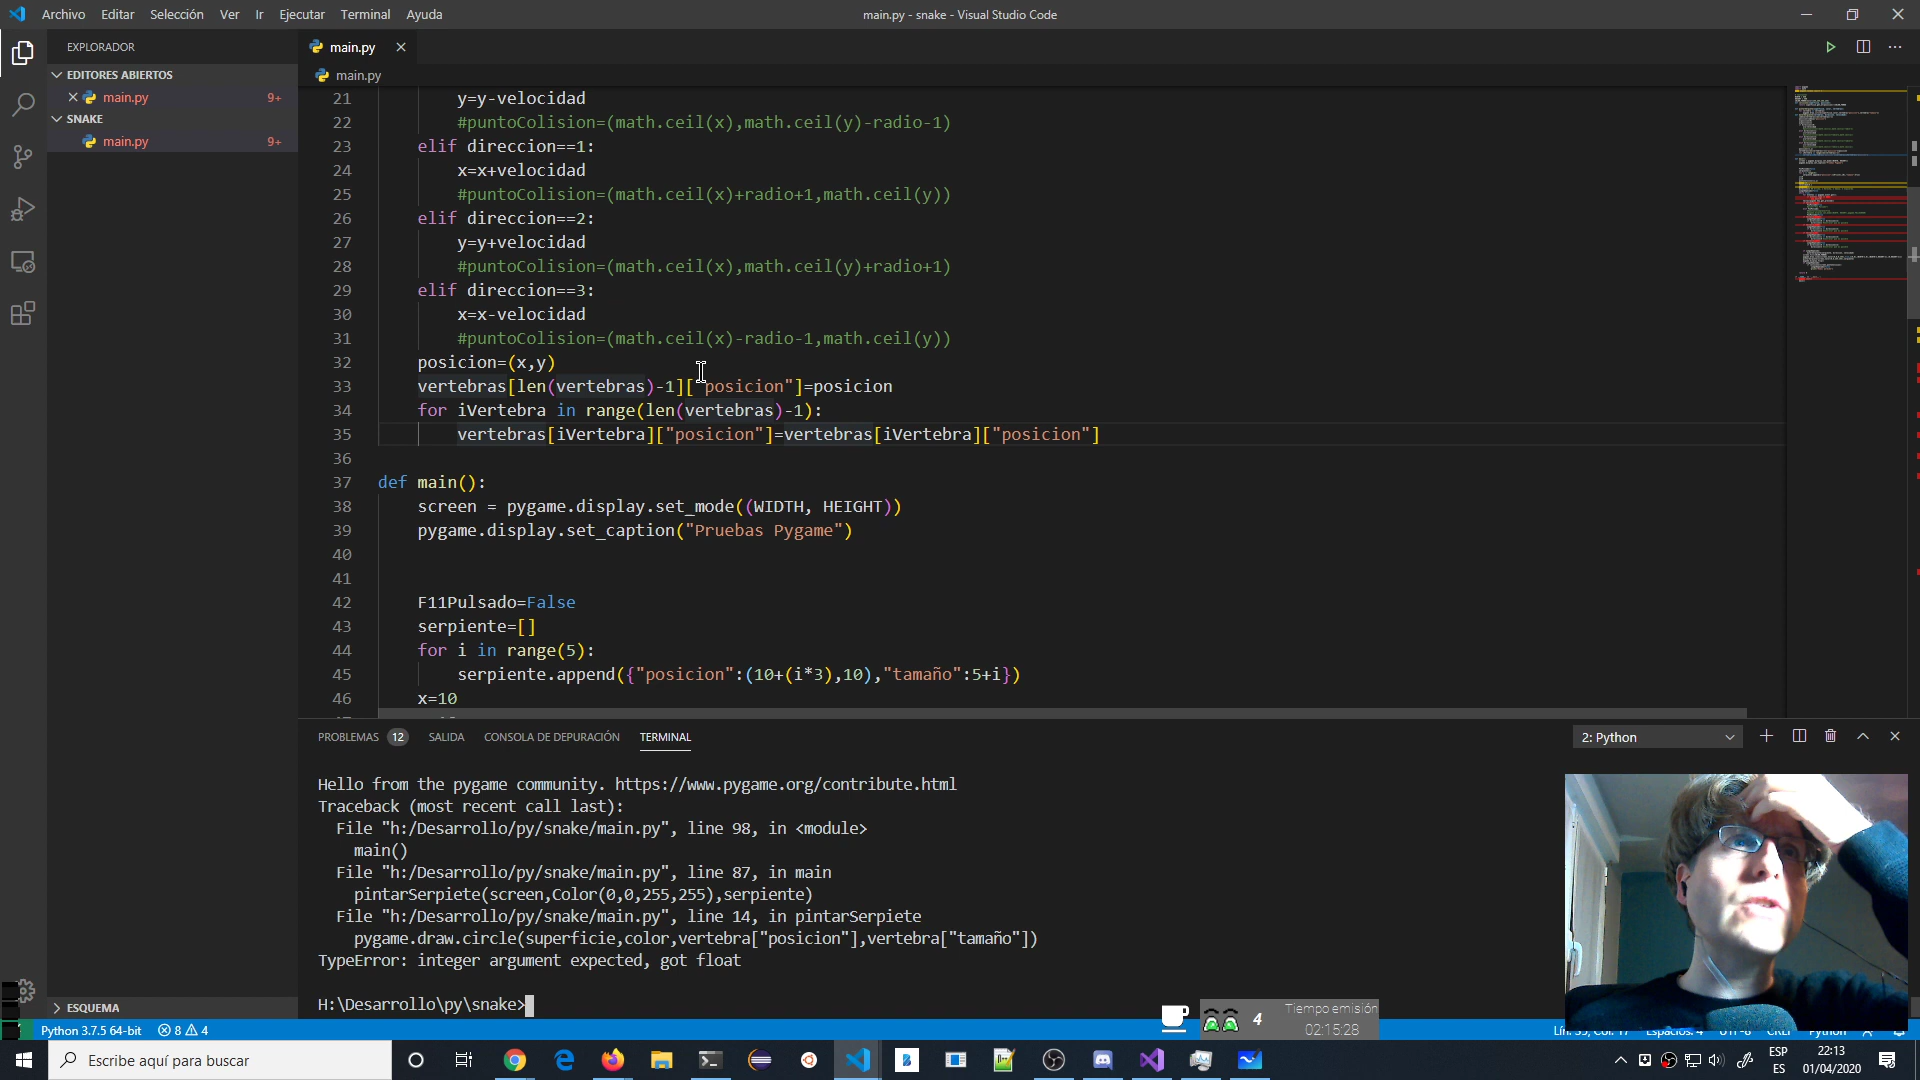 Archivo Editar Selección Ver Ir Ejecutar Terminal Ayuda
main.py - snake - Visual Studio Code
EXPLORADOR
EDITORES ABIERTOS
main.py 9+
SNAKE
main.py 9+
ESQUEMA
main.py
main.py
21 y=y-velocidad
22 #puntoColision=(math.ceil(x),math.ceil(y)-radio-1)
23 elif direccion==1:
24 x=x+velocidad
25 #puntoColision=(math.ceil(x)+radio+1,math.ceil(y))
26 elif direccion==2:
27 y=y+velocidad
28 #puntoColision=(math.ceil(x),math.ceil(y)+radio+1)
29 elif direccion==3:
30 x=x-velocidad
31 #puntoColision=(math.ceil(x)-radio-1,math.ceil(y))
32 posicion=(x,y)
33 vertebras[len(vertebras)-1]["posicion"]=posicion
34 for iVertebra in range(len(vertebras)-1):
35 vertebras[iVertebra]["posicion"]=vertebras[iVertebra]["posicion"]
36
37 def main():
38 screen = pygame.display.set_mode((WIDTH, HEIGHT))
39 pygame.display.set_caption("Pruebas Pygame")
40
41
42 F11Pulsado=False
43 serpiente=[]
44 for i in range(5):
45 serpiente.append({"posicion":(10+(i*3),10),"tamaño":5+i})
46 x=10
PROBLEMAS 12 SALIDA CONSOLA DE DEPURACIÓN TERMINAL 2: Python
Hello from the pygame community. https://www.pygame.org/contribute.html
Traceback (most recent call last):
File "h:/Desarrollo/py/snake/main.py", line 98, in <module>
main()
File "h:/Desarrollo/py/snake/main.py", line 87, in main
pintarSerpiete(screen,Color(0,0,255,255),serpiente)
File "h:/Desarrollo/py/snake/main.py", line 14, in pintarSerpiete
pygame.draw.circle(superficie,color,vertebra["posicion"],vertebra["tamaño"])
TypeError: integer argument expected, got float
H:\Desarrollo\py\snake>
4 Tiempo emisión
02:15:28
Python 3.7.5 64-bit 8 4
Escribe aquí para buscar
ESP
ES
22:13
01/04/2020